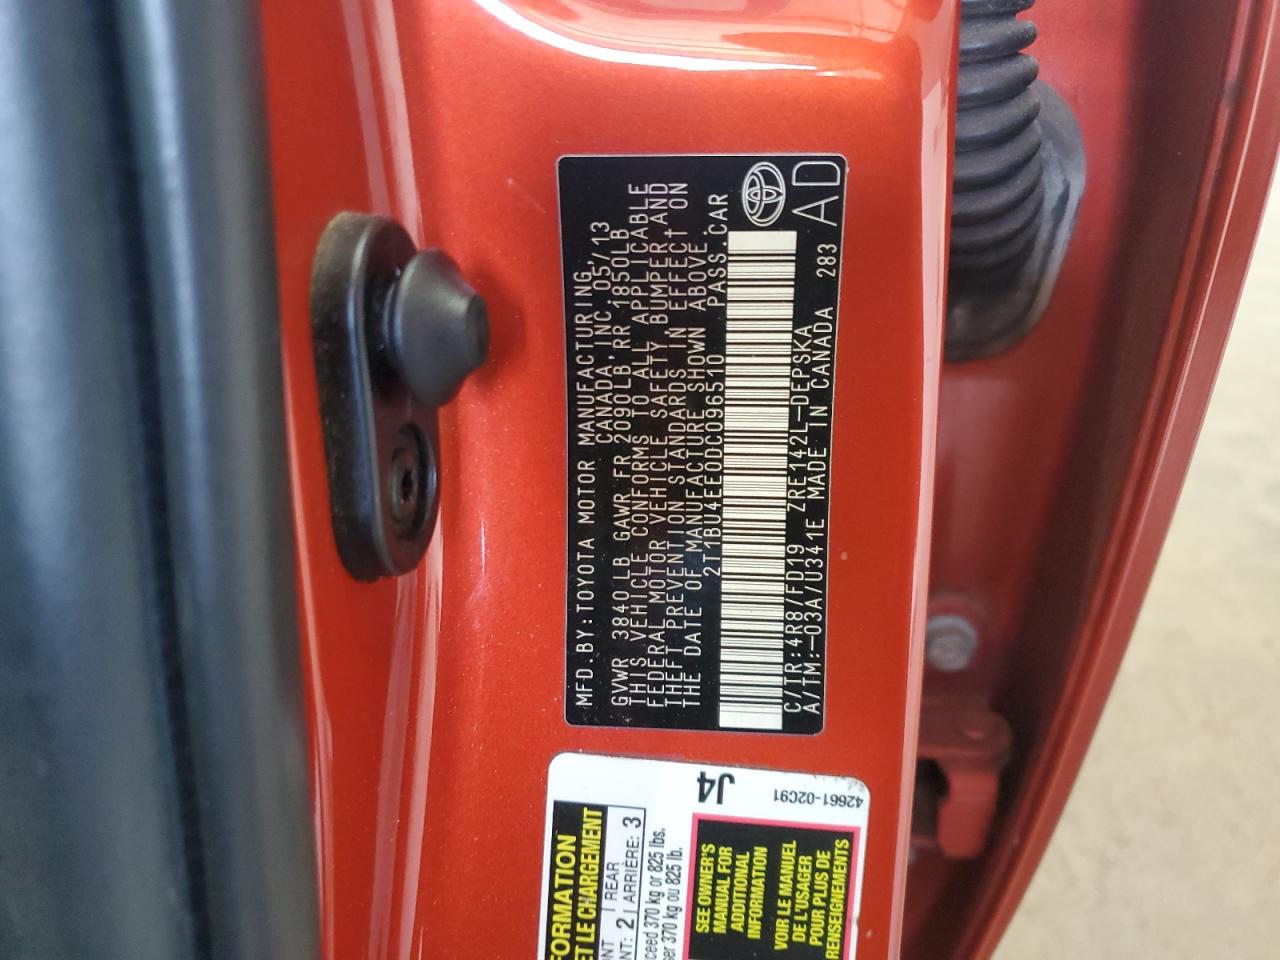 MFD.BY:TOYOTA MOTOR MANUFACTURING,
CANADA, INC. 05/13
GVWR 3840 LB GAWR FR 2090LB, RR 1850LB
THIS VEHICLE CONFORMS TO ALL APPLICABLE
FEDERAL MOTOR VEHICLE SAFETY, BUMPER, AND
THEFT PREVENTION STANDARDS IN EFFECT ON
THE DATE OF MANUFACTURE SHOWN ABOVE.
2T1BU4EE0DC096510 PASS.CAR
C/TR:4R8/FD19 ZRE142L-DEPSKA
A/TM:-03A/U341E MADE IN CANADA 283
AD
FORMATION
ET LE CHARGEMENT
2 REAR 3
ARRIÈRE:
ceed 370 kg or 825 lbs.
ser 370 kg ou 825 lb.
J4
SEE OWNER'S
MANUAL FOR
ADDITIONAL
INFORMATION
VOIR LE MANUEL
DE L'USAGER
POUR PLUS DE
RENSEIGNEMENTS
42661-02C91